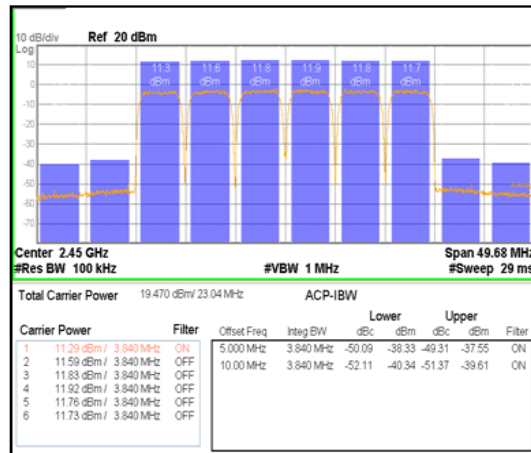 10 dB/div Ref 20 dBm
Log
11.3 dBm 11.6 dBm 11.8 dBm 11.9 dBm 11.8 dBm 11.7 dBm
10
0
-10
-20
-30
-40
-50
-60
-70
Center 2.45 GHz Span 49.68 MHz
#Res BW 100 kHz #VBW 1 MHz #Sweep 29 ms
Total Carrier Power 19.470 dBm/ 23.04 MHz ACP-IBW
Lower Upper
Carrier Power Filter Offset Freq Integ BW dBc dBm dBc dBm Filter
1 11.29 dBm / 3.840 MHz ON 5.000 MHz 3.840 MHz -50.09 -38.33 -49.31 -37.55 ON
2 11.59 dBm / 3.840 MHz OFF 10.00 MHz 3.840 MHz -52.11 -40.34 -51.37 -39.61 ON
3 11.83 dBm / 3.840 MHz OFF
4 11.92 dBm / 3.840 MHz OFF
5 11.76 dBm / 3.840 MHz OFF
6 11.73 dBm / 3.840 MHz OFF